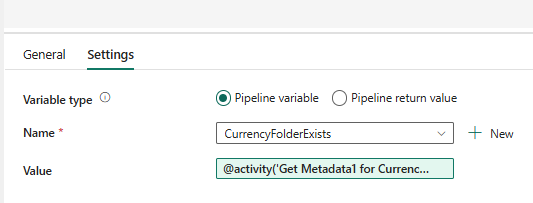 General Settings
Variable type Pipeline variable Pipeline return value
Name * CurrencyFolderExists + New
Value @activity('Get Metadata1 for Currenc...